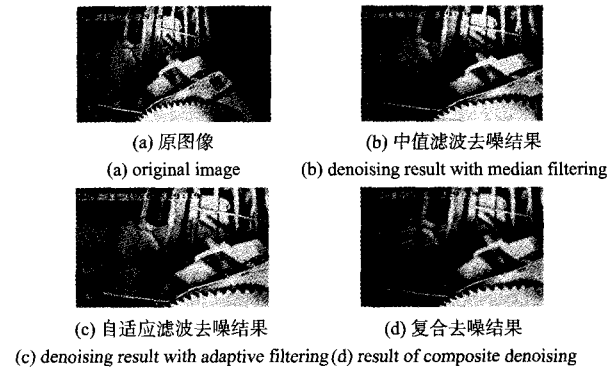 (a) 原图像
(a) original image
(b) 中值滤波去噪结果
(b) denoising result with median filtering
(c) 自适应滤波去噪结果
(c) denoising result with adaptive filtering
(d) 复合去噪结果
(d) result of composite denoising